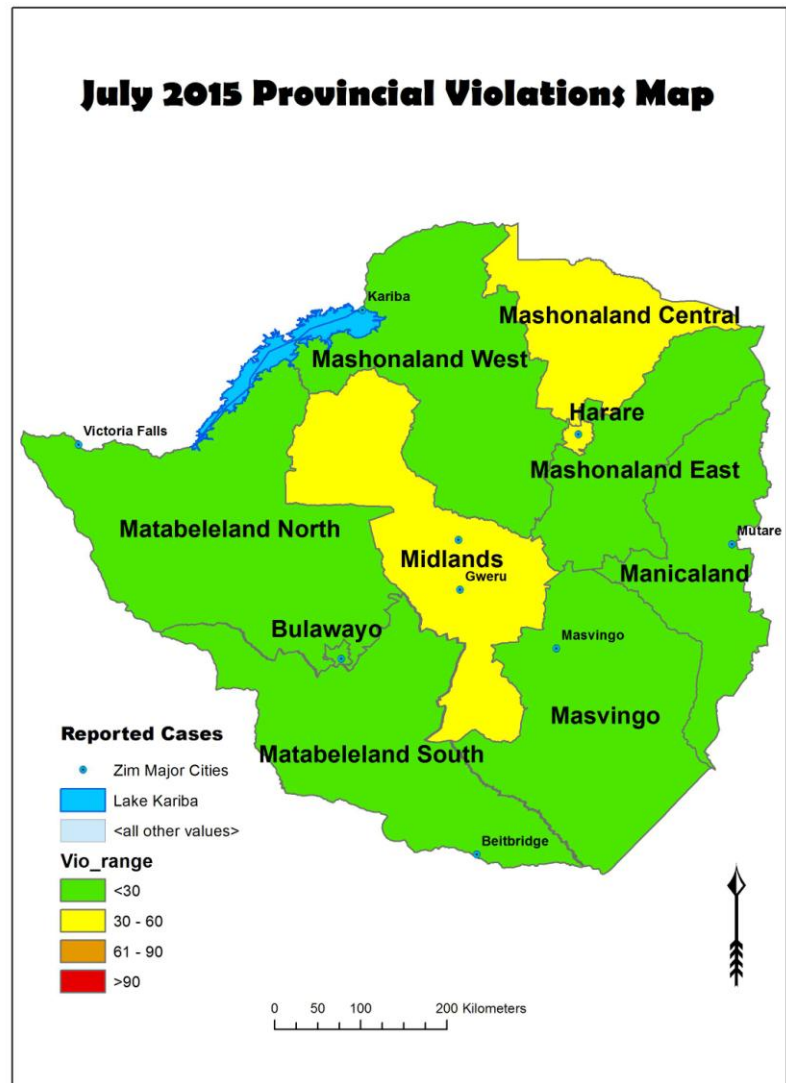 July 2015 Provincial Violations Map
Kariba
Mashonaland Central
Mashonaland West
Harare
Victoria Falls
Mashonaland East
Matabeleland North
Mutare
Midlands
Gweru
Manicaland
Bulawayo
Masvingo
Masvingo
Matabeleland South
Beitbridge
Reported Cases
Zim Major Cities
Lake Kariba
<all other values>
Vio_range
<30
30 - 60
61 - 90
>90
0 50 100 200 Kilometers